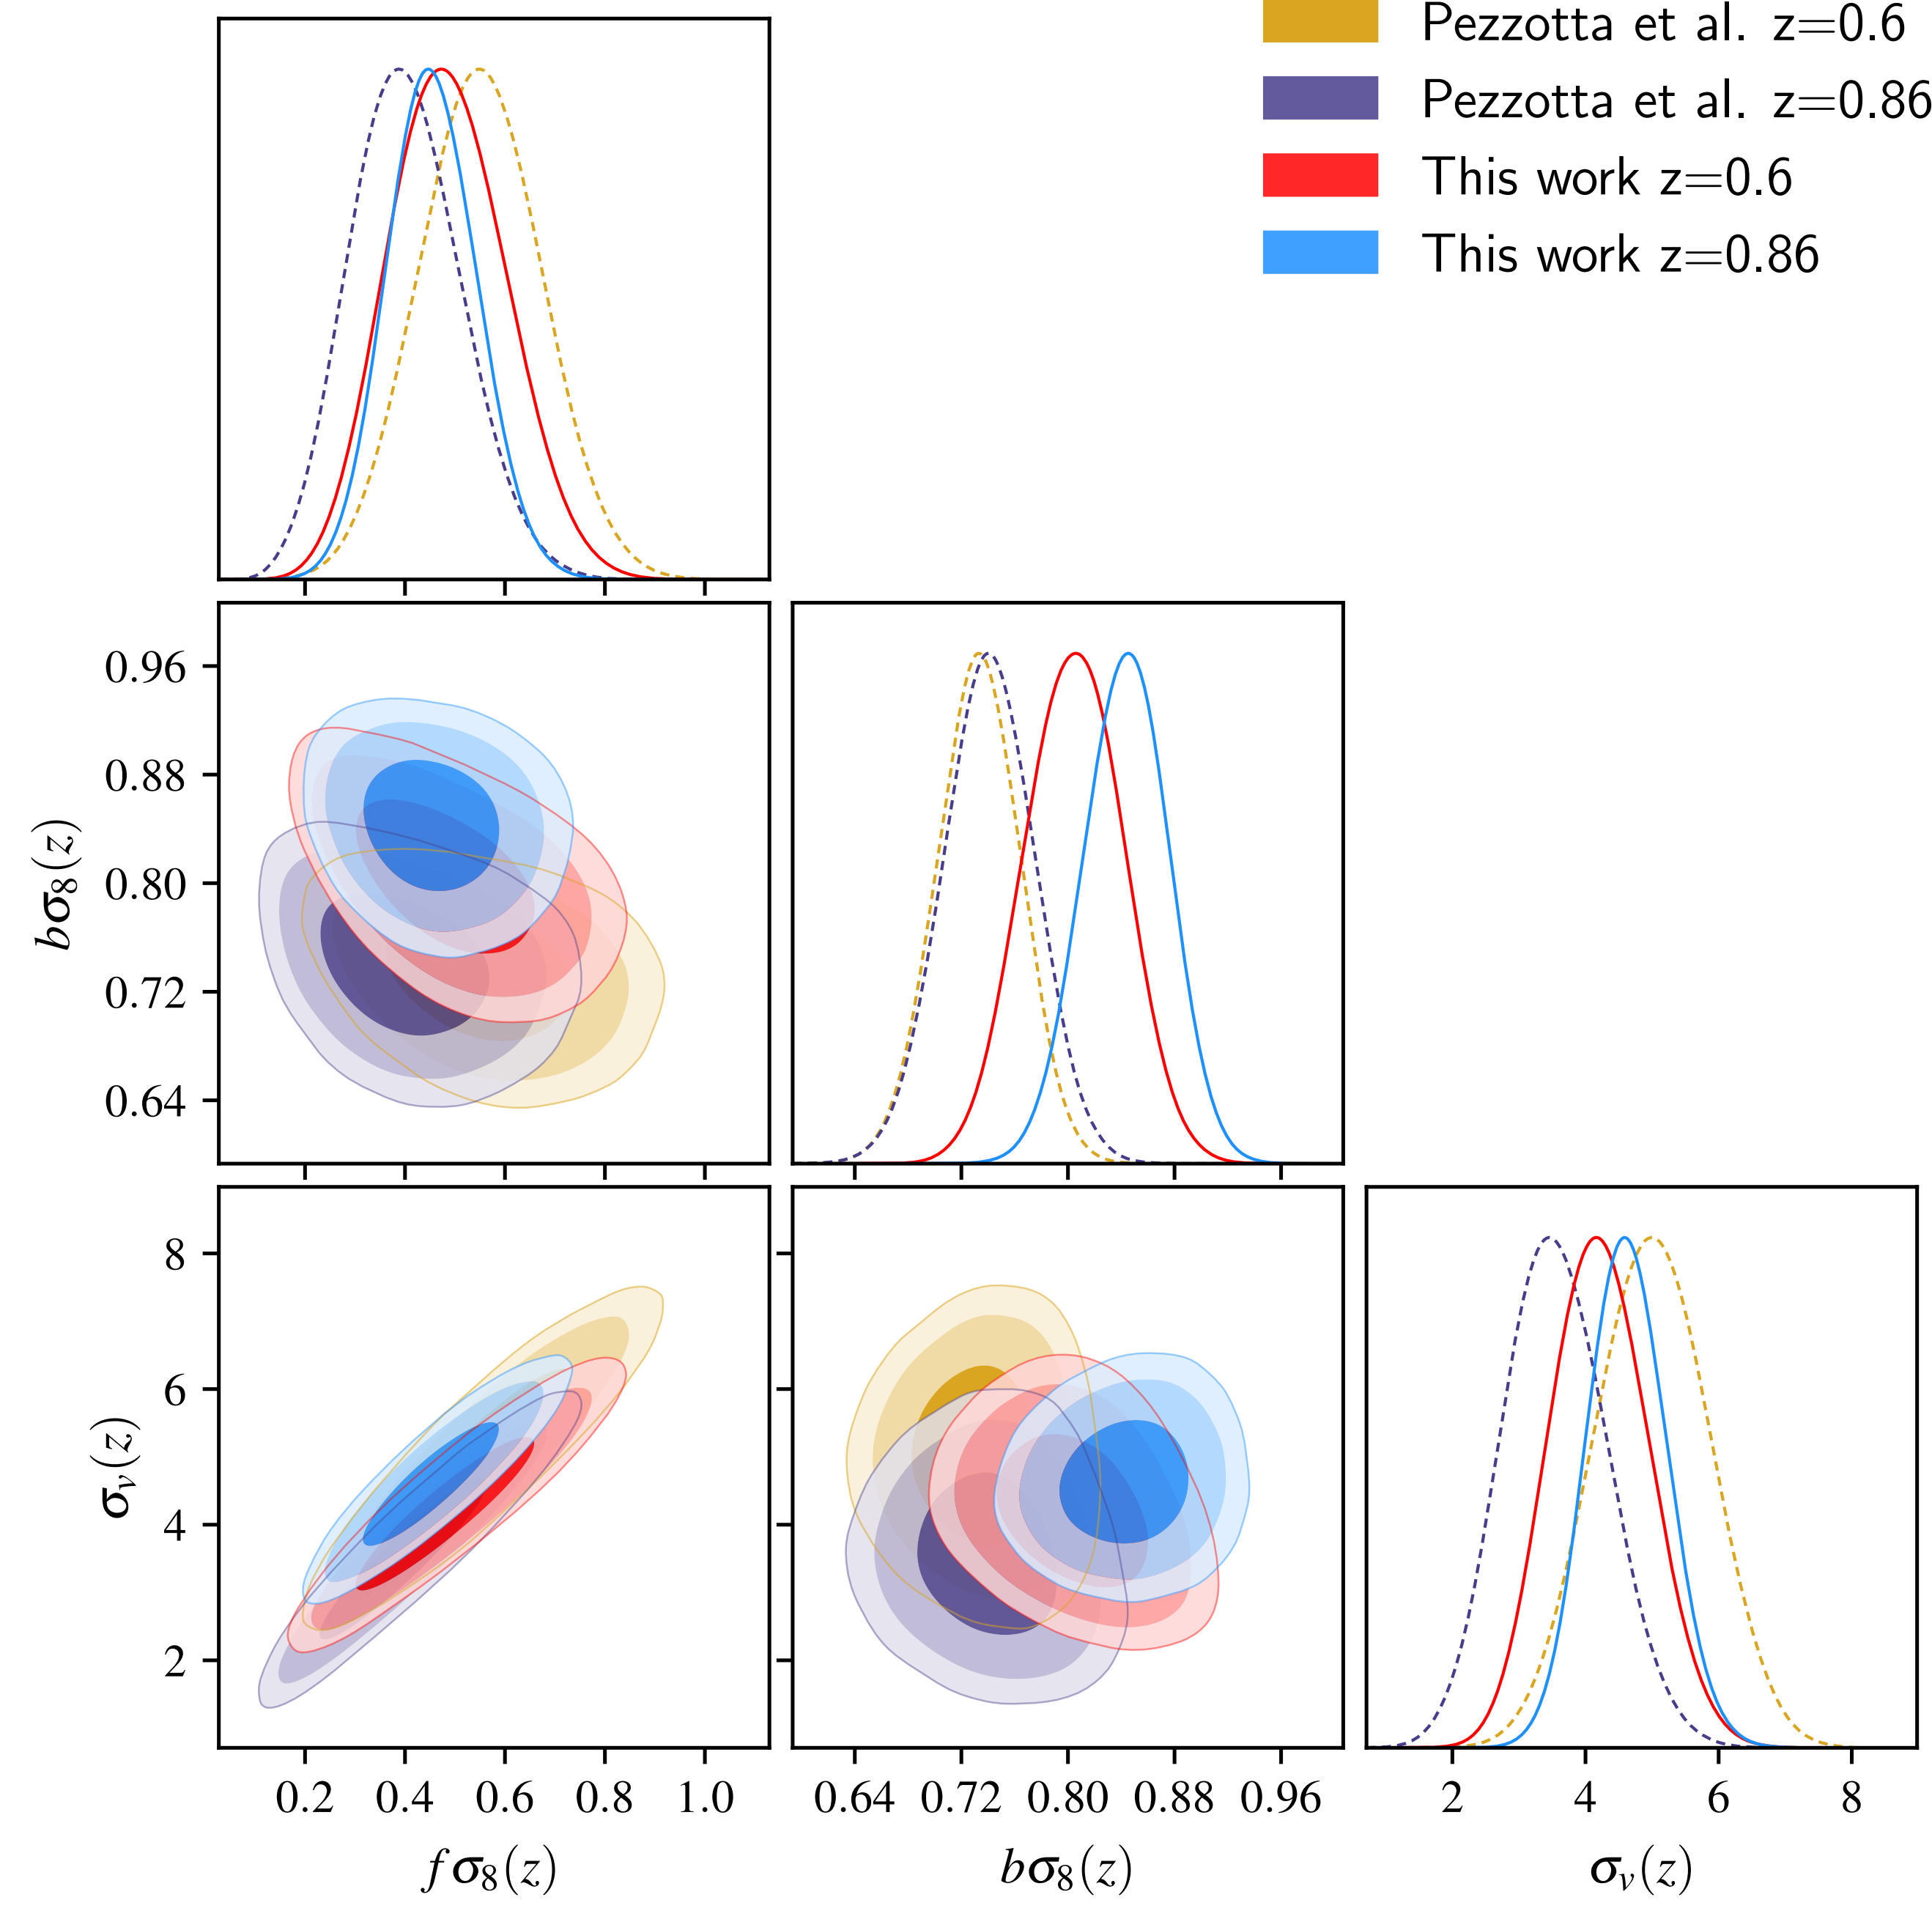 Pezzotta et al. z=0.6
Pezzotta et al. z=0.86
This work z=0.6
This work z=0.86
0.96
0.88
0.80
0.72
0.64
bσ₈(z)
8
6
4
2
σᵥ(z)
0.2 0.4 0.6 0.8 1.0
0.64 0.72 0.80 0.88 0.96
2 4 6 8
fσ₈(z)
bσ₈(z)
σᵥ(z)